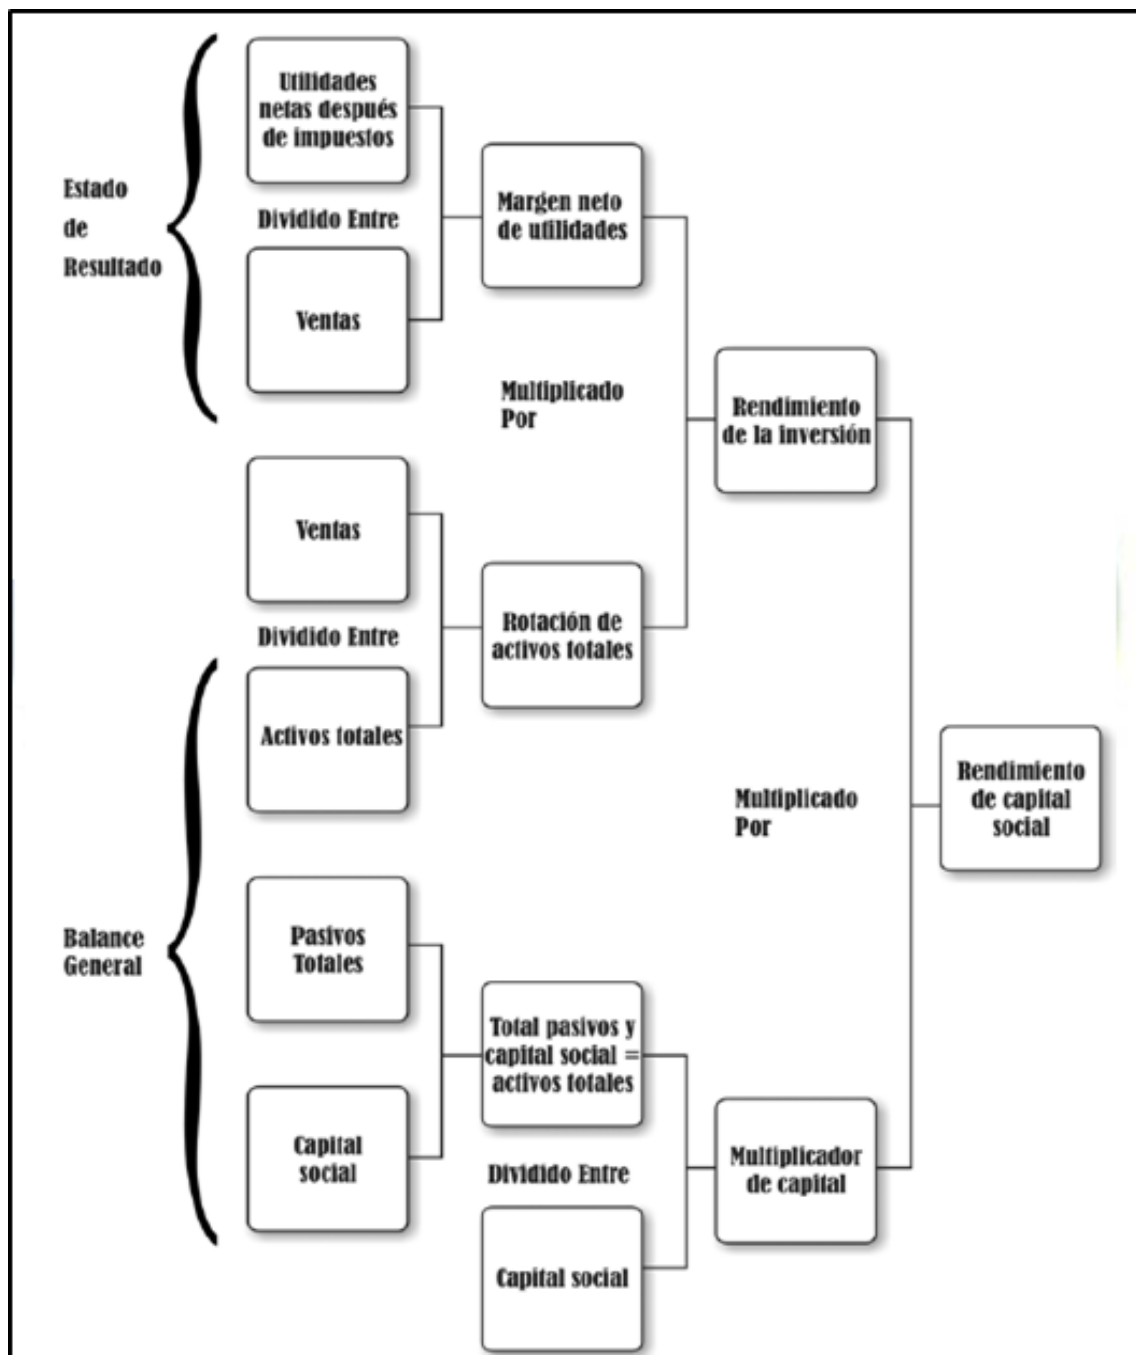 Utilidades
netas después
de impuestos
Estado
de
Resultado
Dividido Entre
Ventas
Margen neto
de utilidades
Multiplicado
Por
Rendimiento
de la inversión
Ventas
Dividido Entre
Activos totales
Rotación de
activos totales
Multiplicado
Por
Rendimiento
de capital
social
Balance
General
Pasivos
Totales
Capital
social
Total pasivos y
capital social =
activos totales
Dividido Entre
Capital social
Multiplicador
de capital